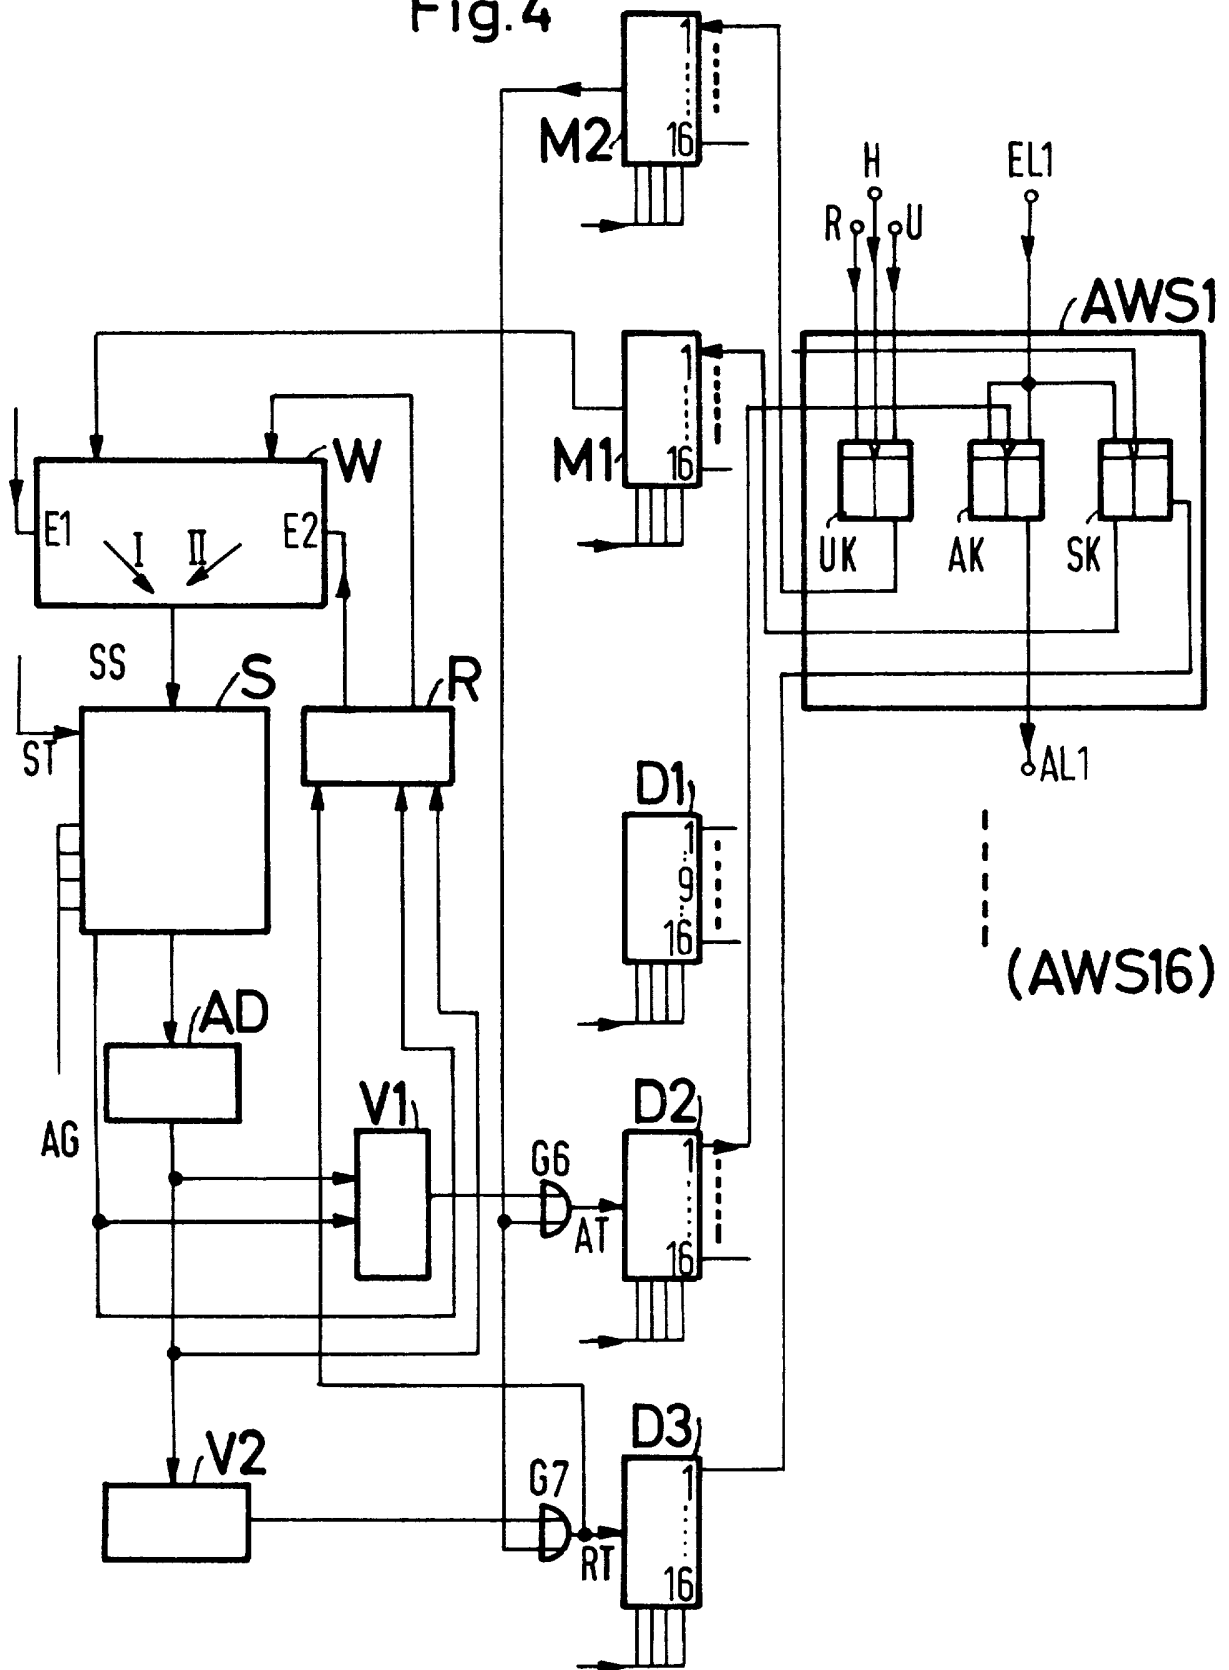 Fig.4
1
16
M2
H
EL1
R
U
AWS1
1
16
M1
W
E1
I
II
E2
UK
AK
SK
SS
S
R
ST
AL1
D1
1
9
16
(AWS16)
AD
D2
V1
AG
G6
1
AT
16
D3
V2
G7
1
RT
16